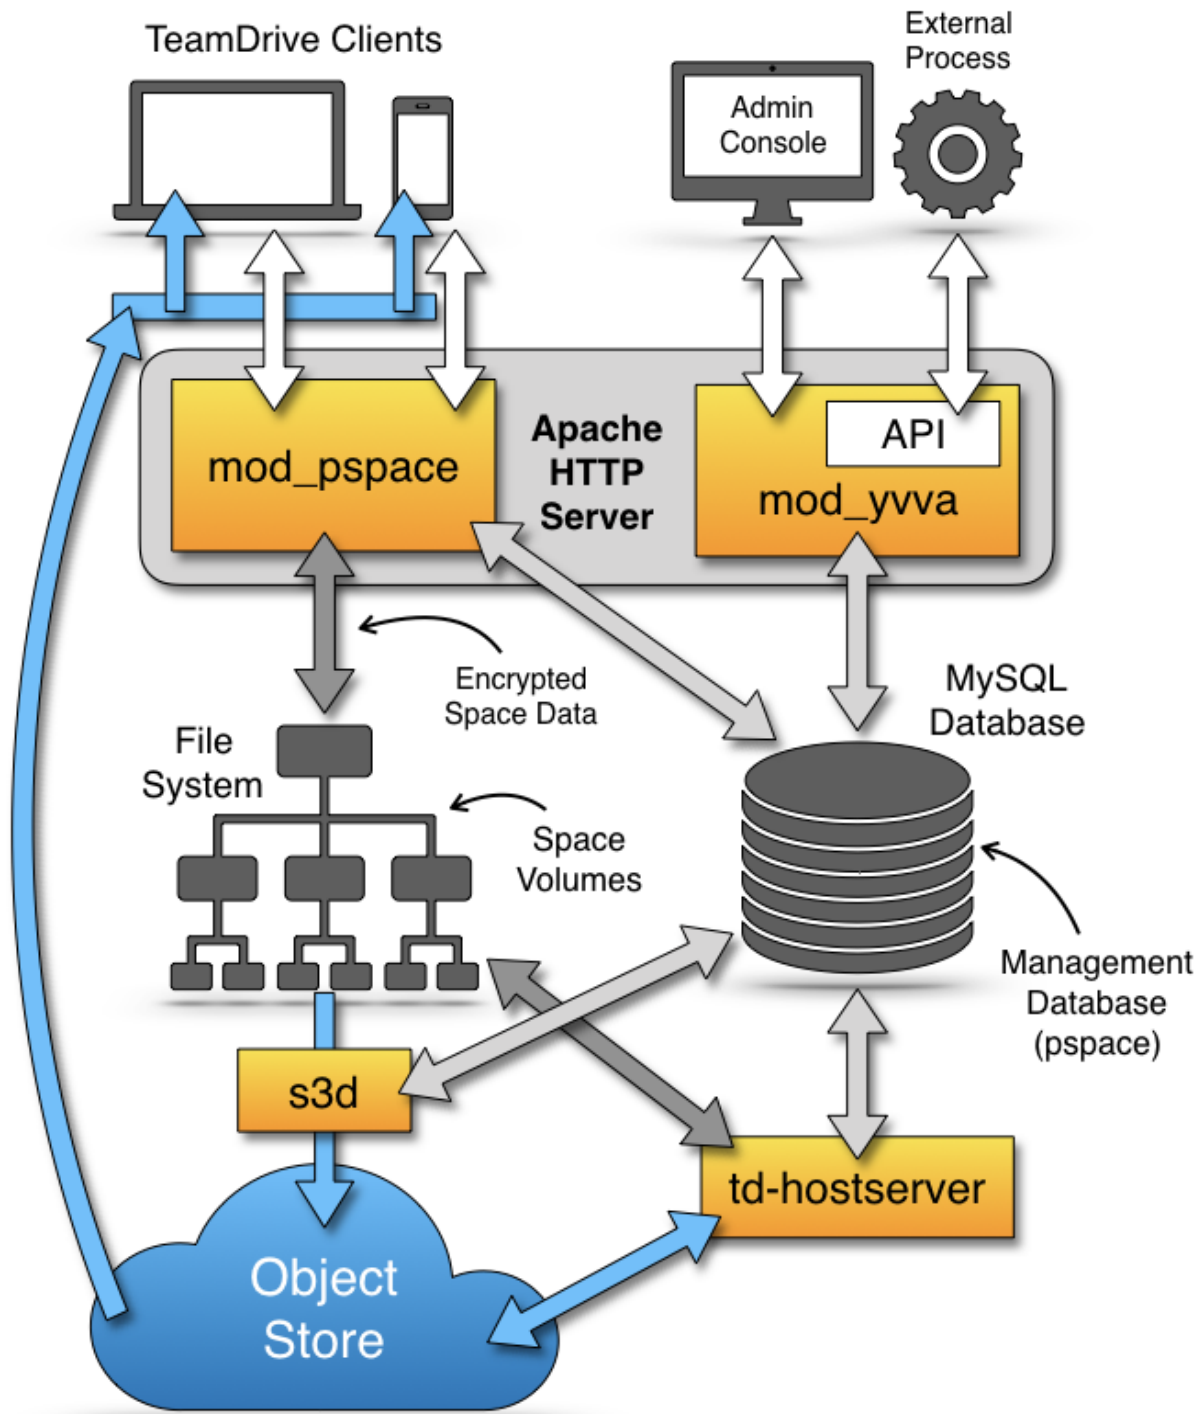 TeamDrive Clients
External
Process
Admin
Console
mod_pspace
Apache
HTTP
Server
API
mod_yvva
Encrypted
Space Data
MySQL
Database
File
System
Space
Volumes
Management
Database
(pspace)
s3d
td-hostserver
Object
Store